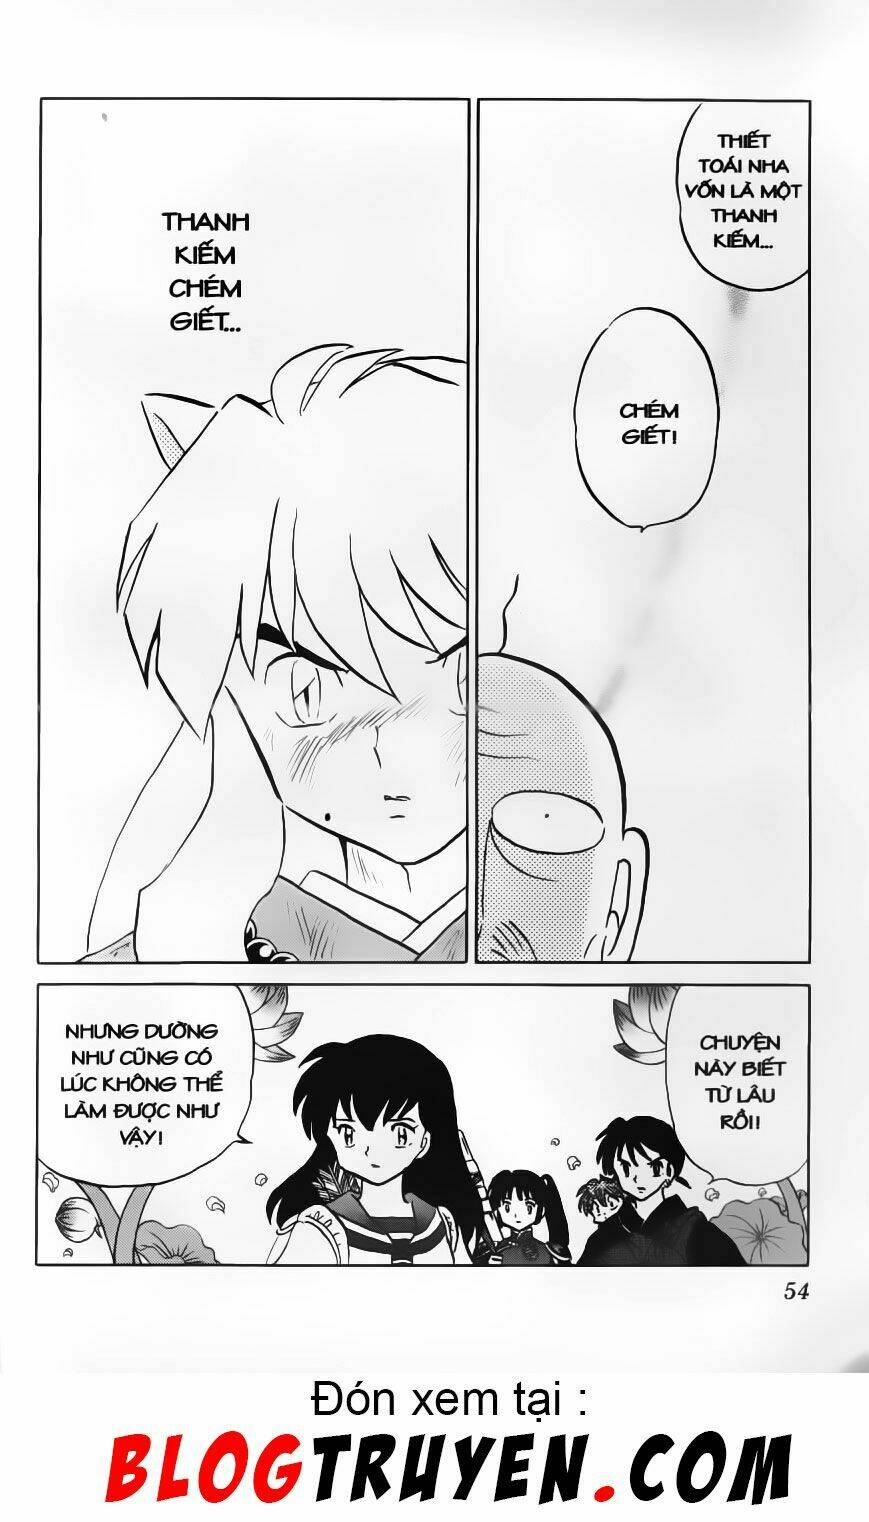 THIẾT
TOÁI NHA
VỐN LÀ MỘT
THANH
KIẾM...
CHÉM
GIẾT!
THANH
KIẾM
CHÉM
GIẾT...
CHUYỆN
NÀY BIẾT
TỪ LÂU
RỒI!
NHƯNG DƯỜNG
NHƯ CŨNG CÓ
LÚC KHÔNG THỂ
LÀM ĐƯỢC NHƯ
VẬY!
54
Đón xem tại :
BLOGTRUYEN.COM